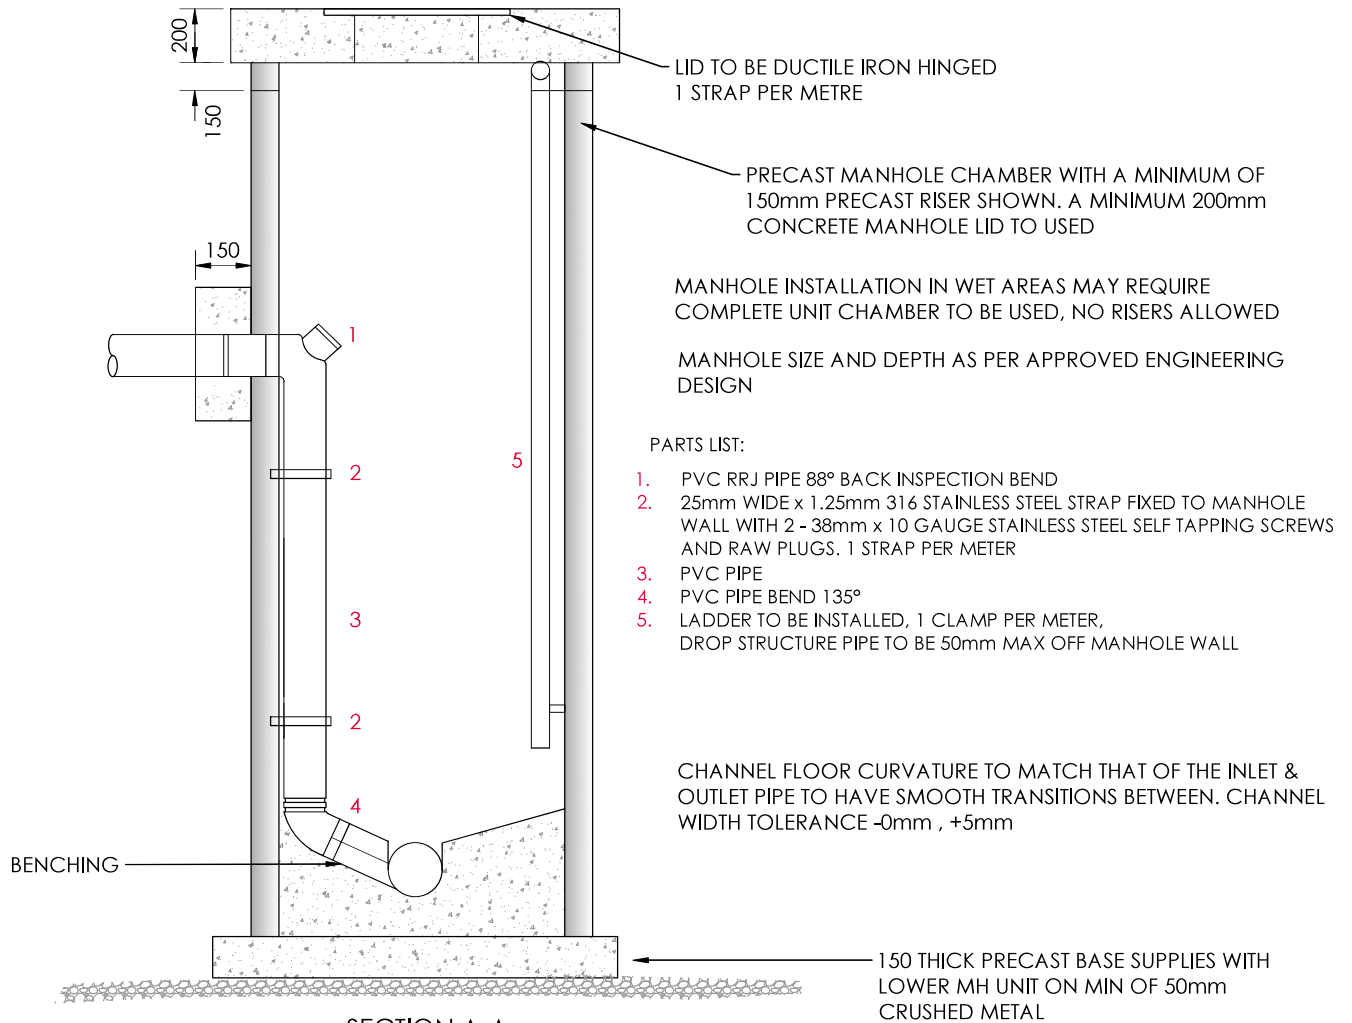 200
150
LID TO BE DUCTILE IRON HINGED
1 STRAP PER METRE
PRECAST MANHOLE CHAMBER WITH A MINIMUM OF
150mm PRECAST RISER SHOWN. A MINIMUM 200mm
CONCRETE MANHOLE LID TO USED
150
MANHOLE INSTALLATION IN WET AREAS MAY REQUIRE
COMPLETE UNIT CHAMBER TO BE USED, NO RISERS ALLOWED
MANHOLE SIZE AND DEPTH AS PER APPROVED ENGINEERING
DESIGN
1
2
3
2
4
5
PARTS LIST:
1. PVC RRJ PIPE 88° BACK INSPECTION BEND
2. 25mm WIDE x 1.25mm 316 STAINLESS STEEL STRAP FIXED TO MANHOLE
WALL WITH 2 - 38mm x 10 GAUGE STAINLESS STEEL SELF TAPPING SCREWS
AND RAW PLUGS. 1 STRAP PER METER
3. PVC PIPE
4. PVC PIPE BEND 135°
5. LADDER TO BE INSTALLED, 1 CLAMP PER METER,
DROP STRUCTURE PIPE TO BE 50mm MAX OFF MANHOLE WALL
CHANNEL FLOOR CURVATURE TO MATCH THAT OF THE INLET &
OUTLET PIPE TO HAVE SMOOTH TRANSITIONS BETWEEN. CHANNEL
WIDTH TOLERANCE -0mm , +5mm
BENCHING
150 THICK PRECAST BASE SUPPLIES WITH
LOWER MH UNIT ON MIN OF 50mm
CRUSHED METAL
SECTION A-A